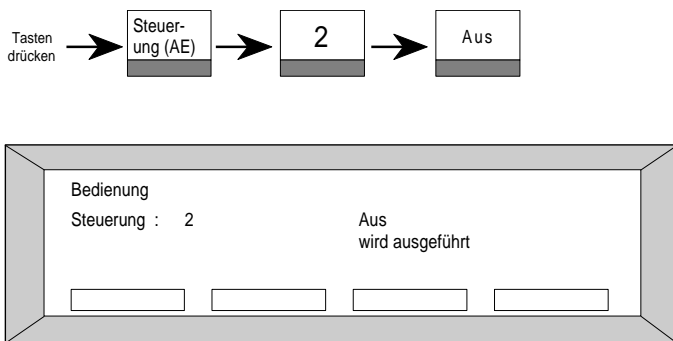 Tasten
drücken
Steuer-
ung (AE)
2
Aus
Bedienung
Steuerung : 2 Aus
wird ausgeführt